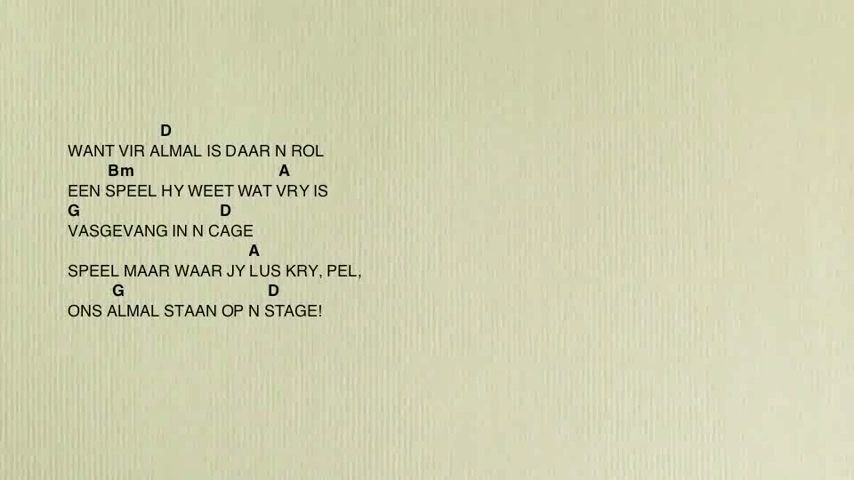 D
WANT VIR ALMAL IS DAAR N ROL
Bm A
EEN SPEEL HY WEET WAT VRY IS
G D
VASGEVANG IN N CAGE
A
SPEEL MAAR WAAR JY LUS KRY, PEL,
G D
ONS ALMAL STAAN OP N STAGE!